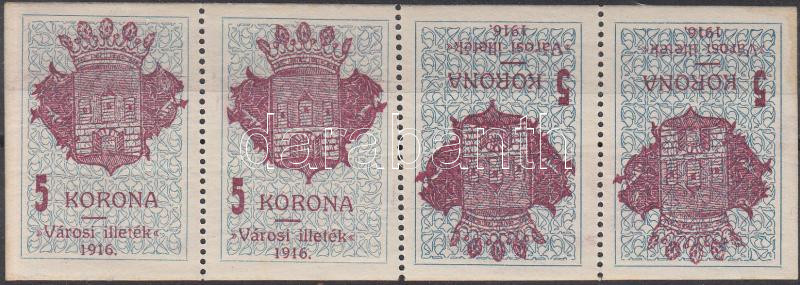 5 KORONA
»Városi illeték«
1916.
5 KORONA
»Városi illeték«
1916.
5 KORONA
»Városi illeték«
1916.
5 KORONA
»Városi illeték«
1916.
darabanth